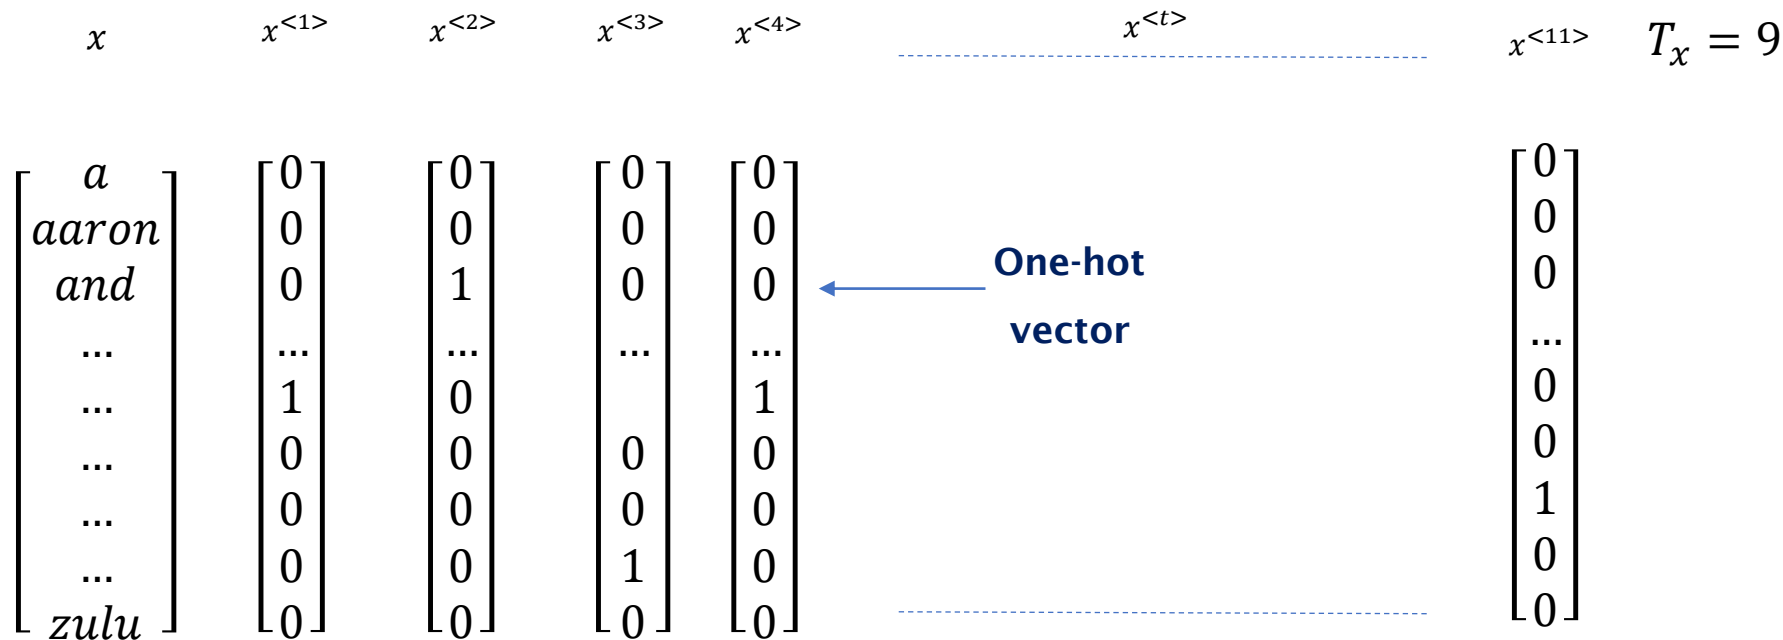 x x^{<1>} x^{<2>} x^{<3>} x^{<4>} x^{<t>} x^{<11>} T_x = 9
a 0 0 0 0 0
aaron 0 0 0 0 0
and 0 1 0 0 One-hot 0
... ... ... ... ... vector ...
... 1 0 1 0
... 0 0 0 0 0
... 0 0 0 0 1
... 0 0 1 0 0
zulu 0 0 0 0 0